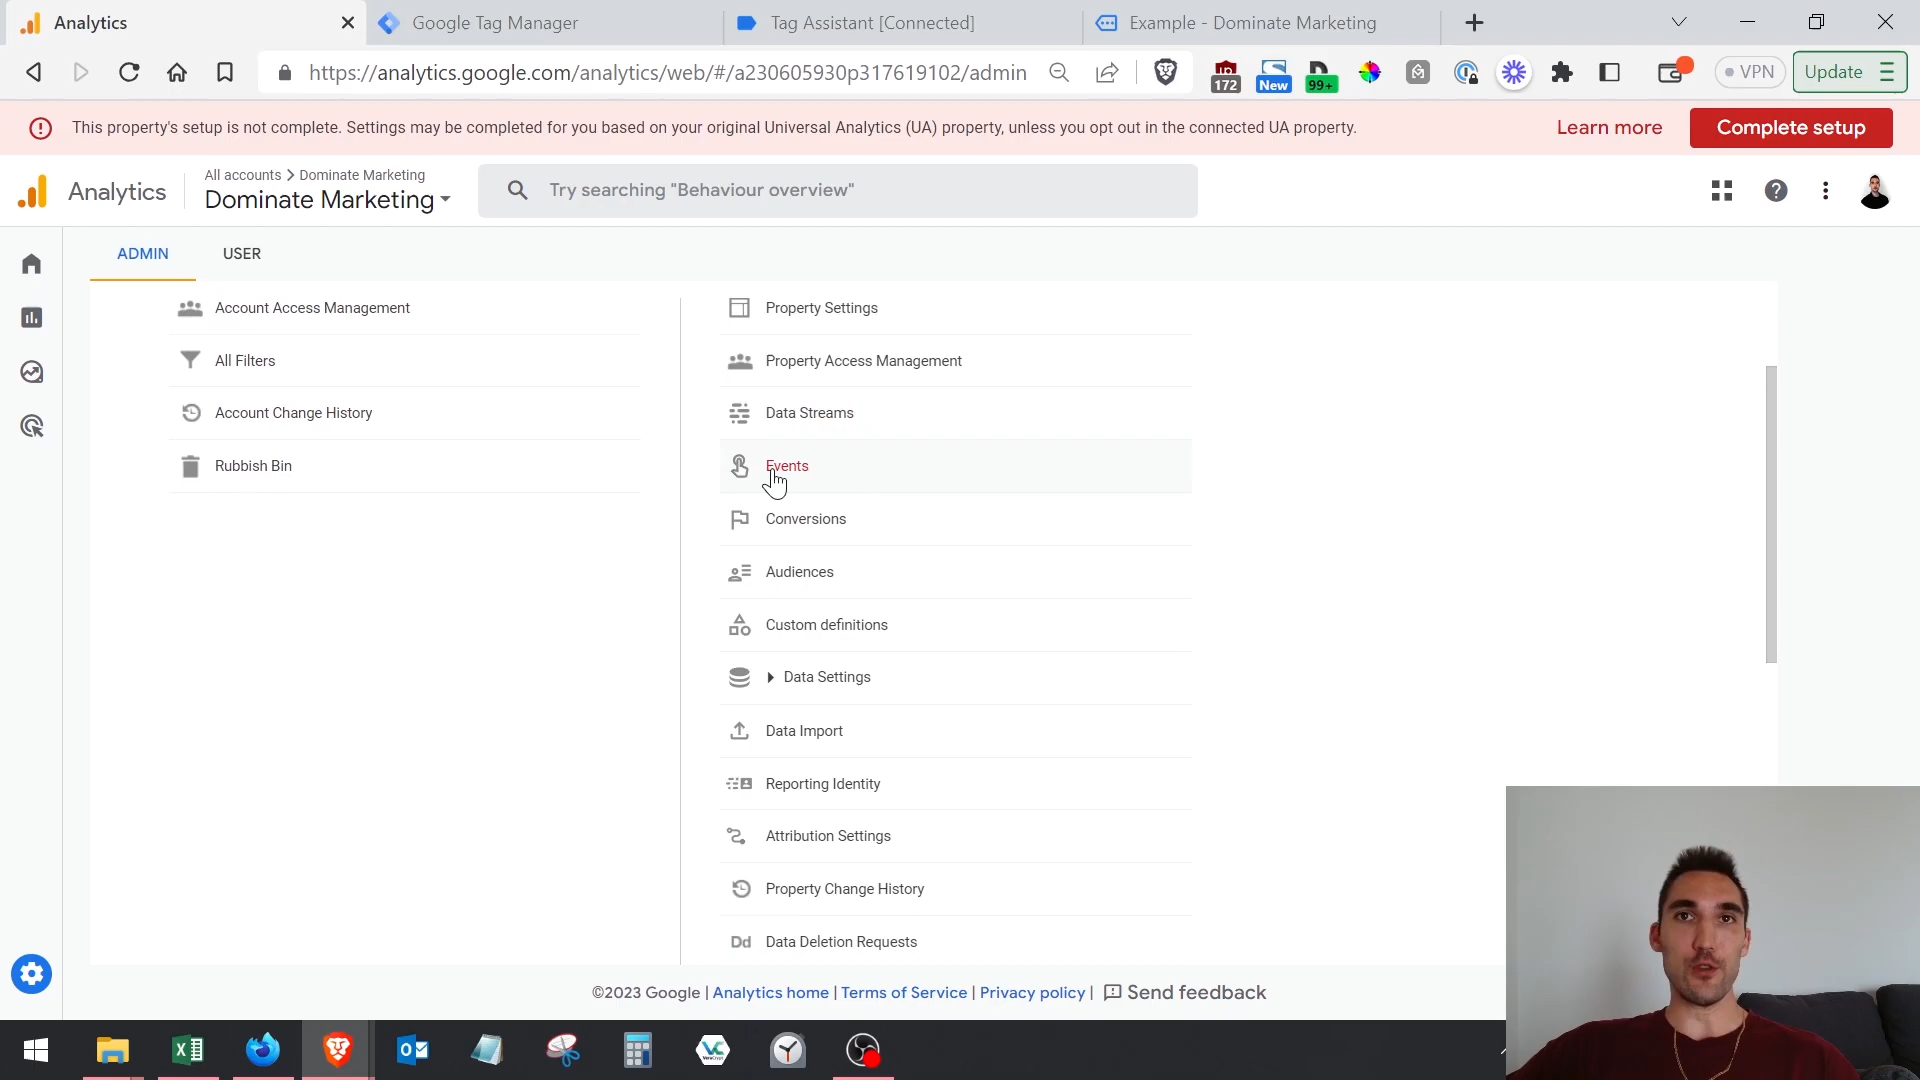 Analytics
Google Tag Manager
Tag Assistant [Connected]
Example - Dominate Marketing
https://analytics.google.com/analytics/web/#/a230605930p317619102/admin
172
New
99+
VPN
Update
This property's setup is not complete. Settings may be completed for you based on your original Universal Analytics (UA) property, unless you opt out in the connected UA property.
Learn more
Complete setup
Analytics
All accounts > Dominate Marketing
Dominate Marketing
Try searching "Behaviour overview"
ADMIN
USER
Account Access Management
All Filters
Account Change History
Rubbish Bin
Property Settings
Property Access Management
Data Streams
Events
Conversions
Audiences
Custom definitions
Data Settings
Data Import
Reporting Identity
Attribution Settings
Property Change History
Dd Data Deletion Requests
©2023 Google | Analytics home | Terms of Service | Privacy policy | Send feedback